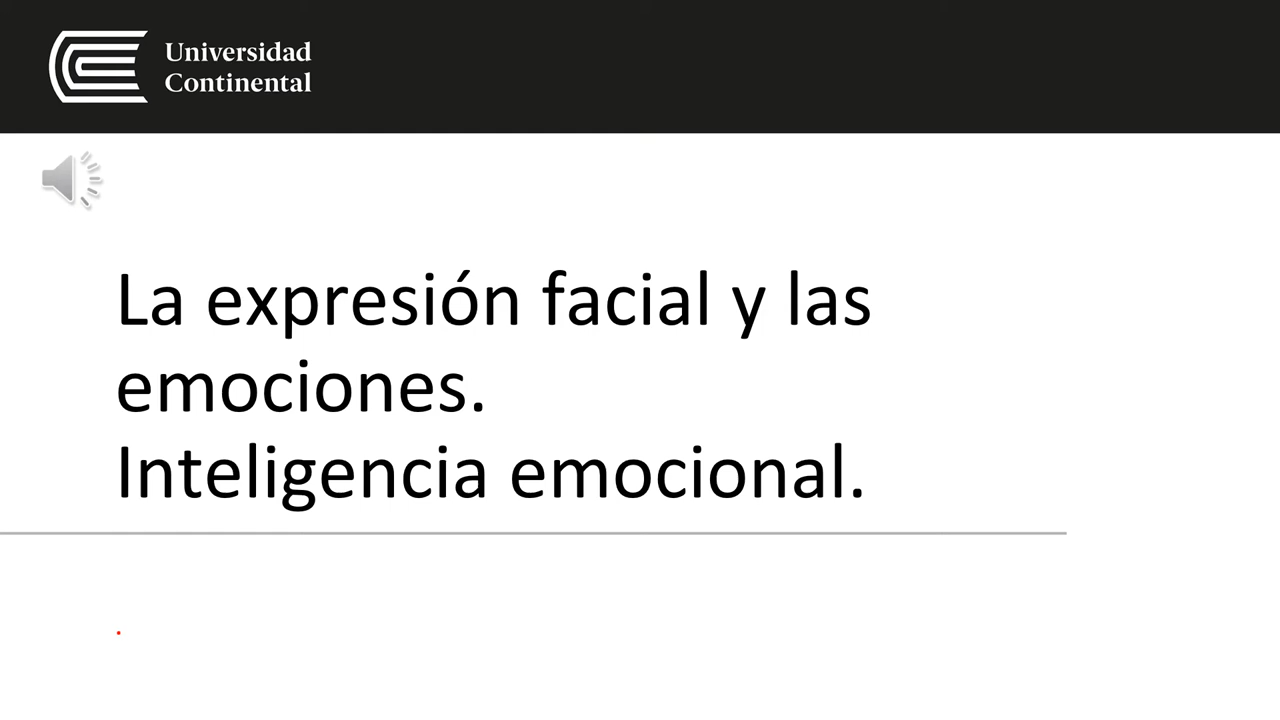 Universidad
Continental
La expresión facial y las
emociones.
Inteligencia emocional.
.